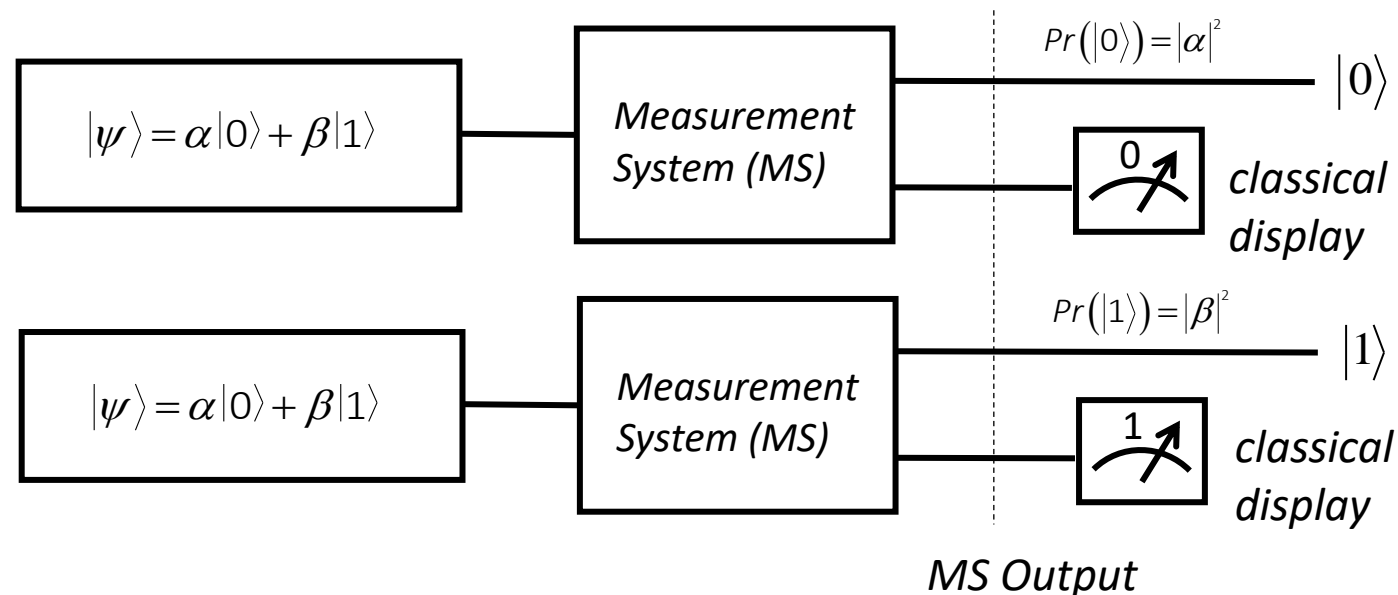 Pr(|0⟩) = |α|²
|ψ⟩ = α|0⟩ + β|1⟩
Measurement
System (MS)
|0⟩
0
classical
display
Pr(|1⟩) = |β|²
|ψ⟩ = α|0⟩ + β|1⟩
Measurement
System (MS)
|1⟩
1
classical
display
MS Output